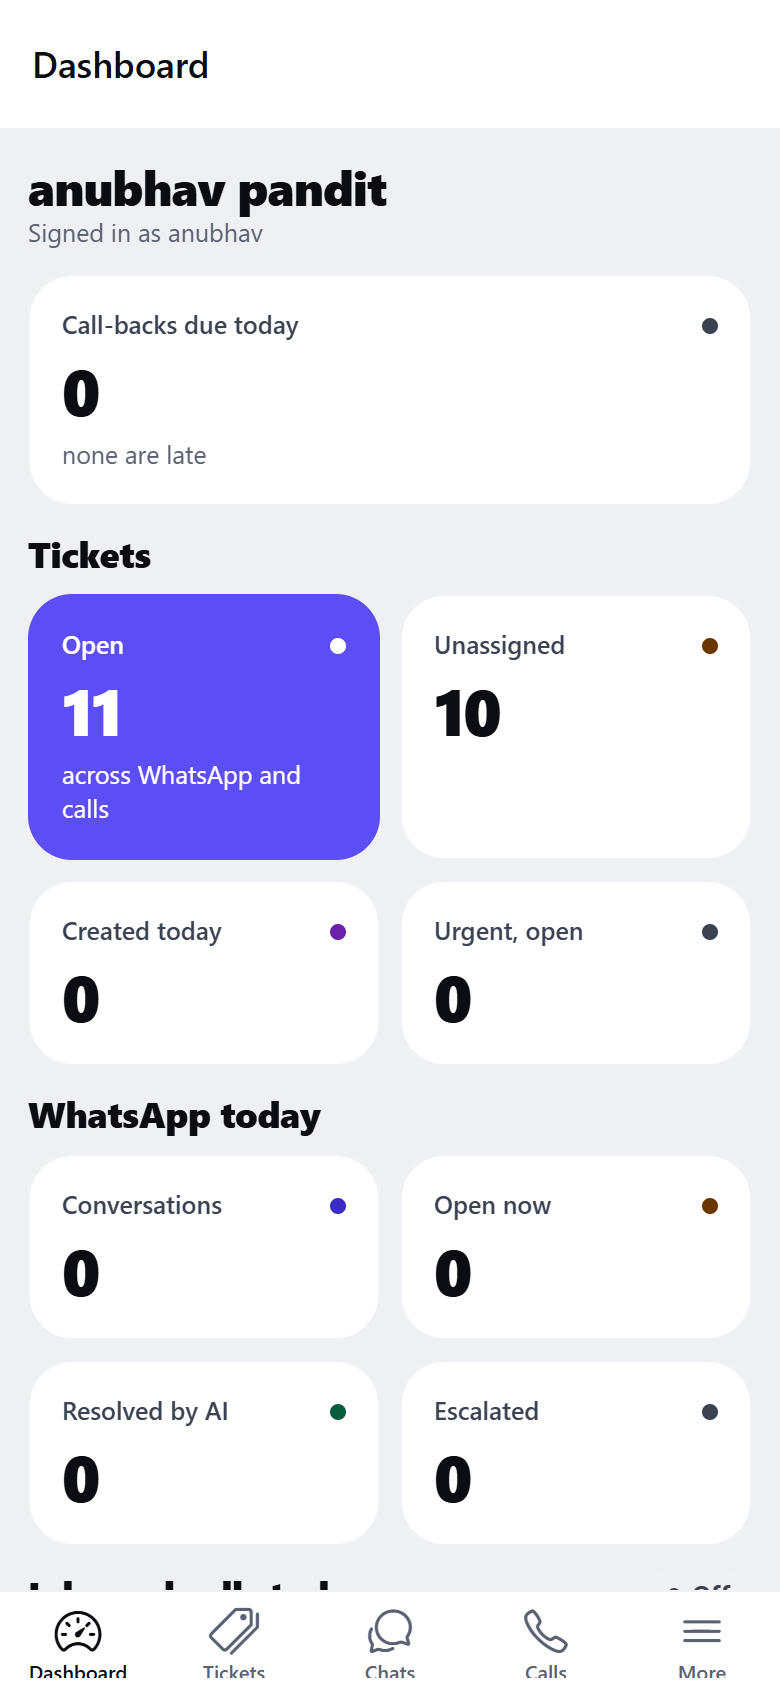 Dashboard
anubhav pandit
Signed in as anubhav
Call-backs due today
0
none are late
Tickets
Open
11
across WhatsApp and
calls
Unassigned
10
Created today
0
Urgent, open
0
WhatsApp today
Conversations
0
Open now
0
Resolved by AI
0
Escalated
0
Off
Dashboard
Tickets
Chats
Calls
More